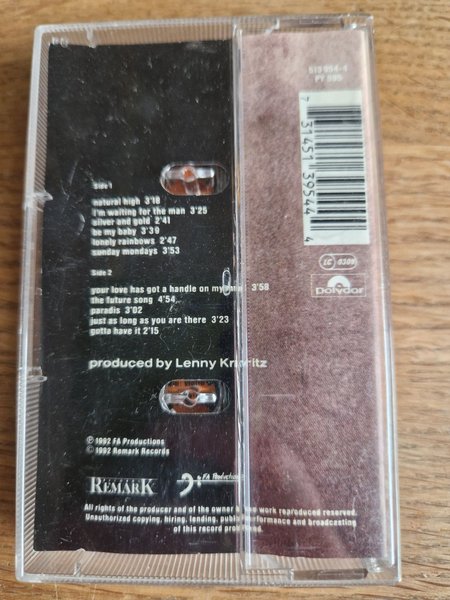 513 954-4
PY 985
7 31451 39544 4
LC 0309
Polydor
Side 1
natural high 3'18
i'm waiting for the man 3'25
silver and gold 2'41
be my baby 3'39
lonely rainbows 2'47
sunday mondays 3'53
Side 2
your love has got a handle on my mind 3'58
the future song 4'54
paradis 3'02
just as long as you are there 3'23
gotta have it 2'15
produced by Lenny Kravitz
℗ 1992 FA Productions
© 1992 Remark Records
REMARK
FA Productions
All rights of the producer and of the owner of the work reproduced reserved.
Unauthorized copying, hiring, lending, public performance and broadcasting
of this record prohibited.